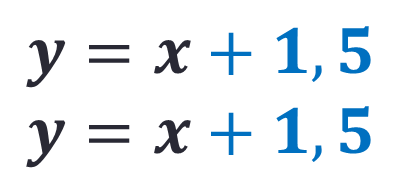 y = x + 1,5
y = x + 1,5